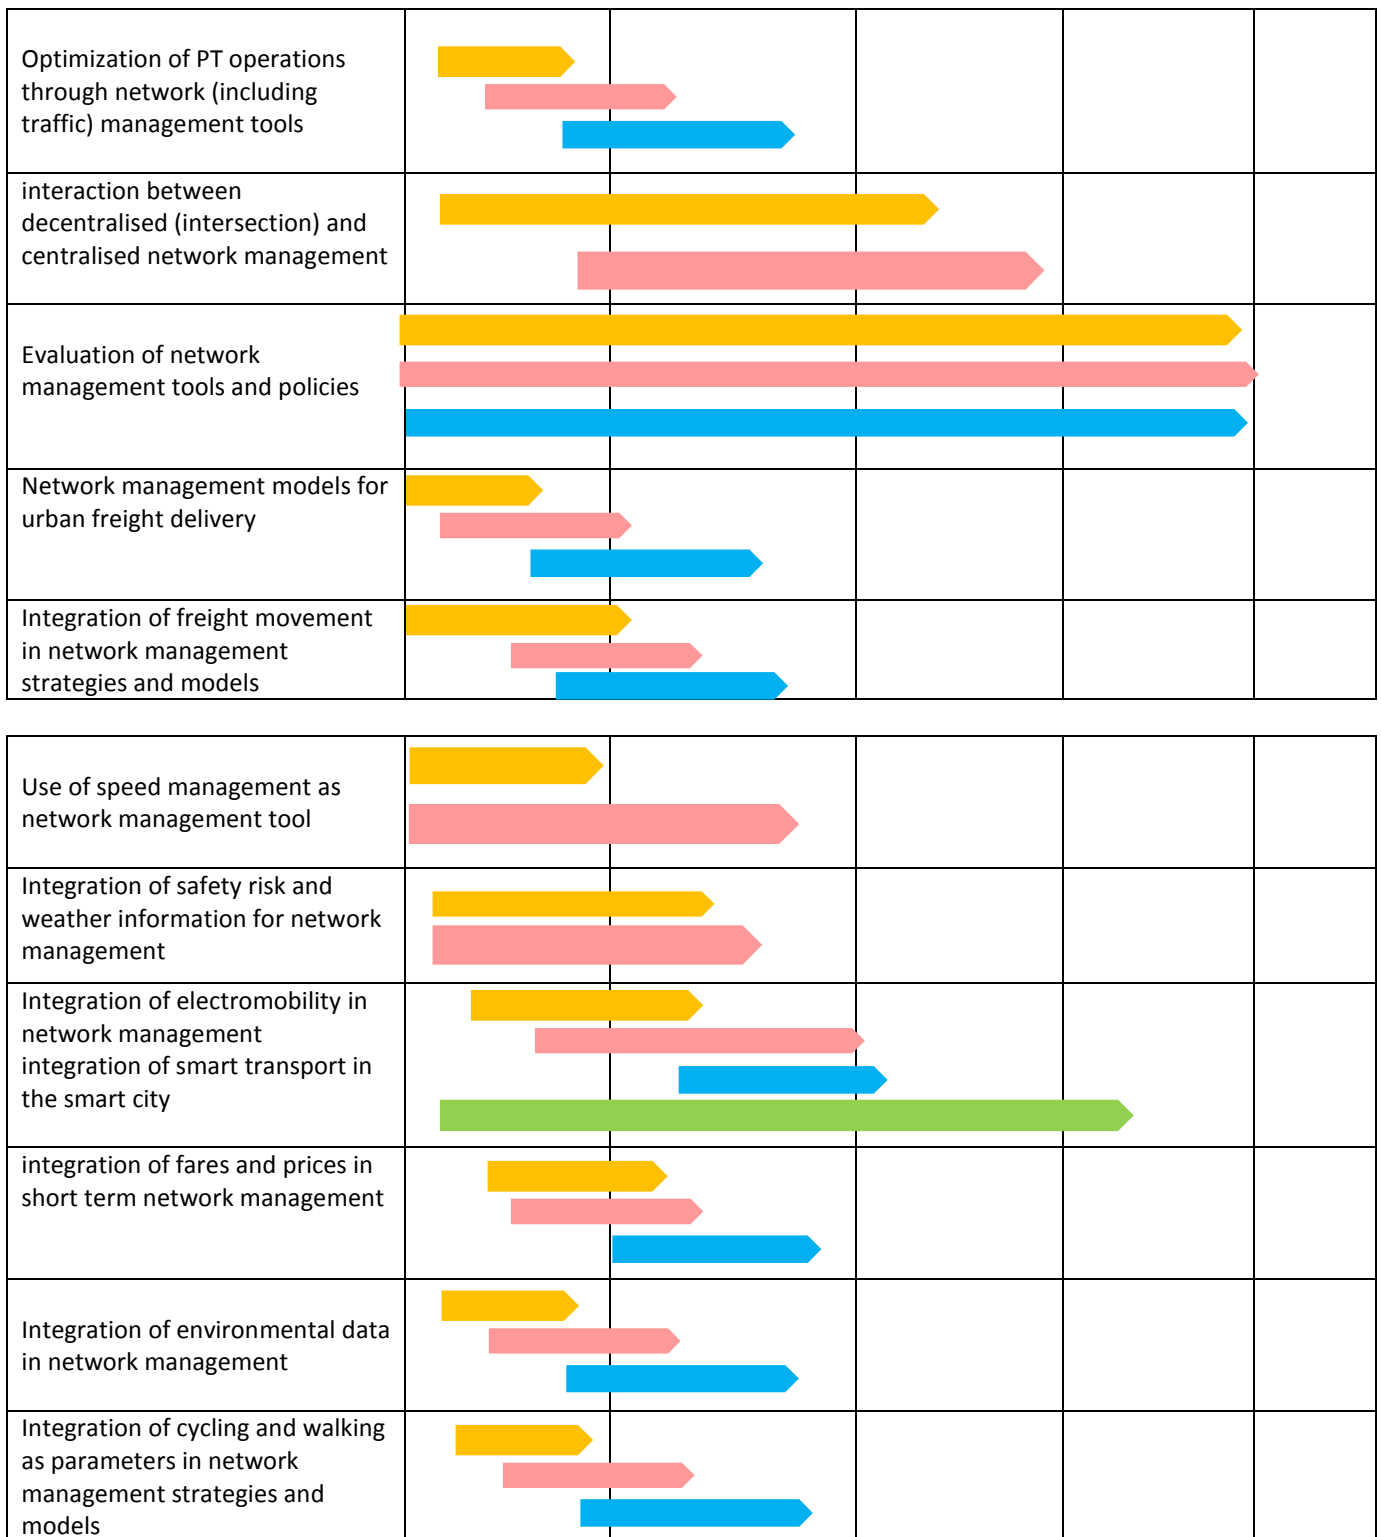 Optimization of PT operations
through network (including
traffic) management tools
interaction between
decentralised (intersection) and
centralised network management
Evaluation of network
management tools and policies
Network management models for
urban freight delivery
Integration of freight movement
in network management
strategies and models
Use of speed management as
network management tool
Integration of safety risk and
weather information for network
management
Integration of electromobility in
network management
integration of smart transport in
the smart city
integration of fares and prices in
short term network management
Integration of environmental data
in network management
Integration of cycling and walking
as parameters in network
management strategies and
models